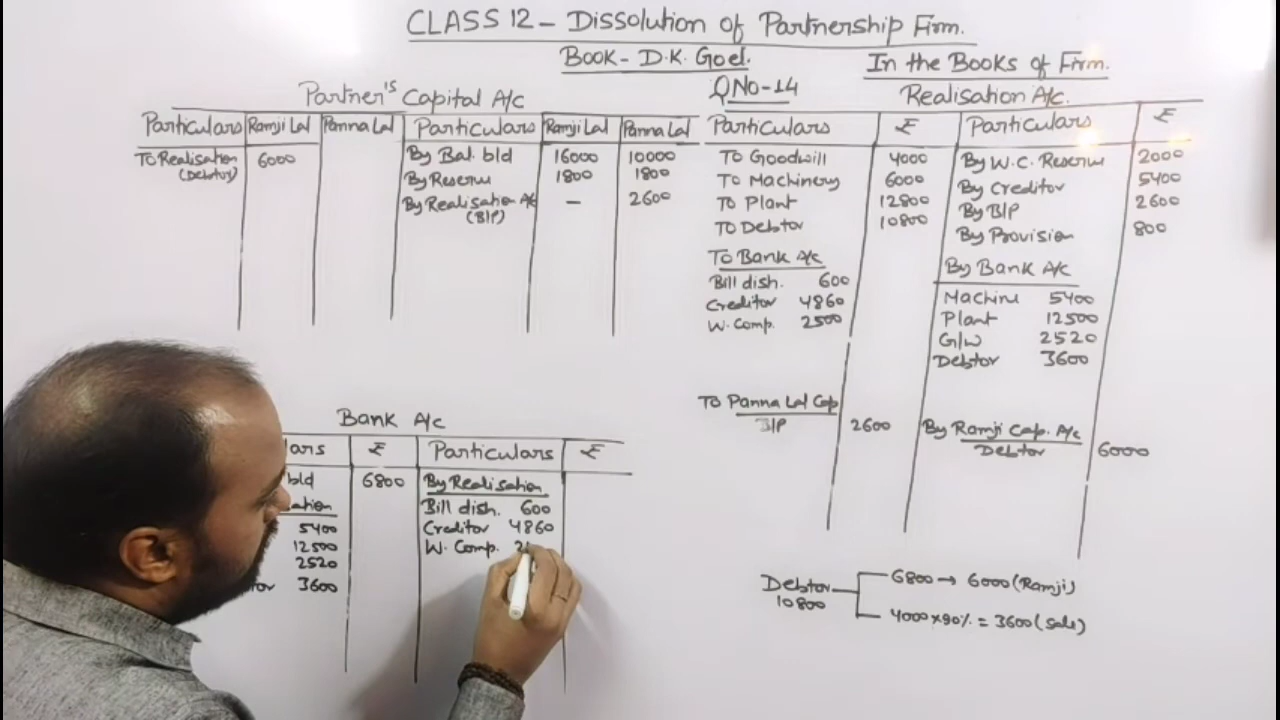 CLASS 12 - Dissolution of Partnership Firm.
Book - D.K. Goel.
In the Books of Firm.
QNo-14
Partner's Capital A/c
Particulars Ramji Lal Panna Lal Particulars Ramji Lal Panna Lal
To Realisation 6000 By Bal. b/d 16000 10000
(Debtor) By Reserve 1800 1800
By Realisation A/c - 2600
(B/P)
Realisation A/c.
Particulars ₹ Particulars ₹
To Goodwill 4000 By W.C. Reserve 2000
To Machinery 6000 By Creditor 5400
To Plant 12800 By B/P 2600
To Debtor 10800 By Provision 800
To Bank A/c By Bank A/c
Bill dish. 600 Machine 5400
Creditor 4860 Plant 12500
W. Comp. 2500 G/W 2520
Debtor 3600
To Panna Lal Cap By Ramji Cap. A/c
B/P 2600 Debtor 6000
Bank A/c
ars ₹ Particulars ₹
bld 6800 By Realisation
ation Bill dish. 600
5400 Creditor 4860
12500 W. Comp. 2
2520
tor 3600
Debtor 6800 → 6000 (Ramji)
10800 4000 × 90% = 3600 (Sale)